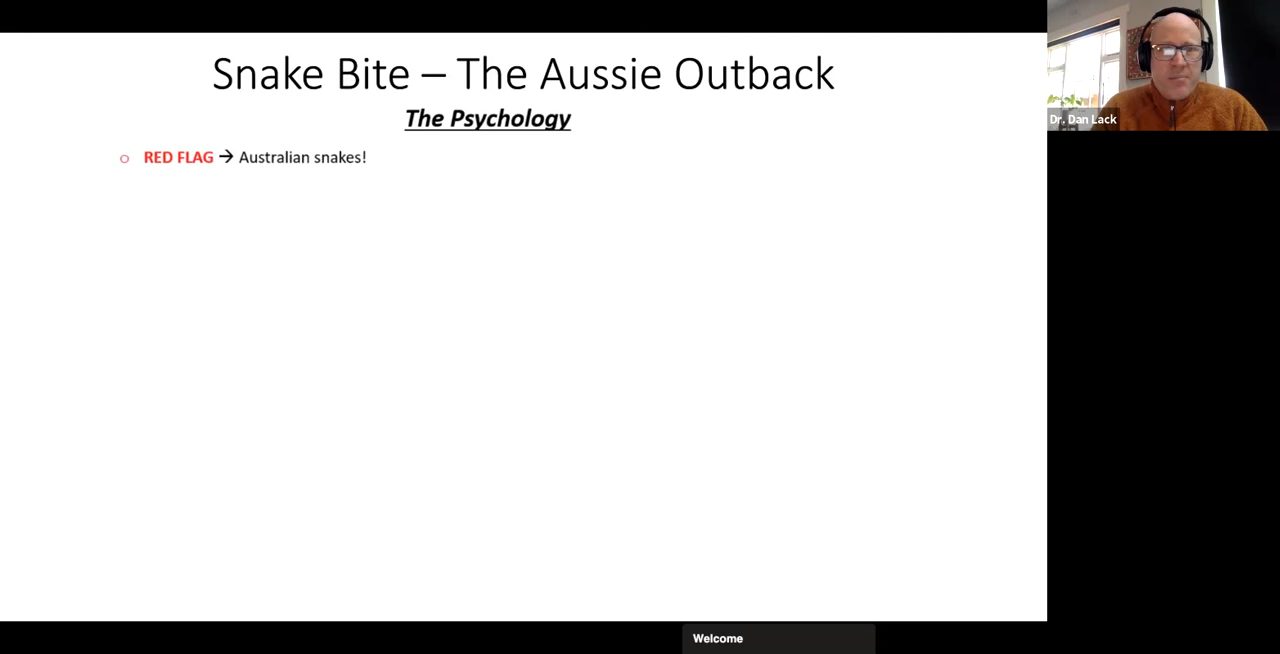 Snake Bite – The Aussie Outback
The Psychology
o RED FLAG → Australian snakes!
Dr. Dan Lack
Welcome